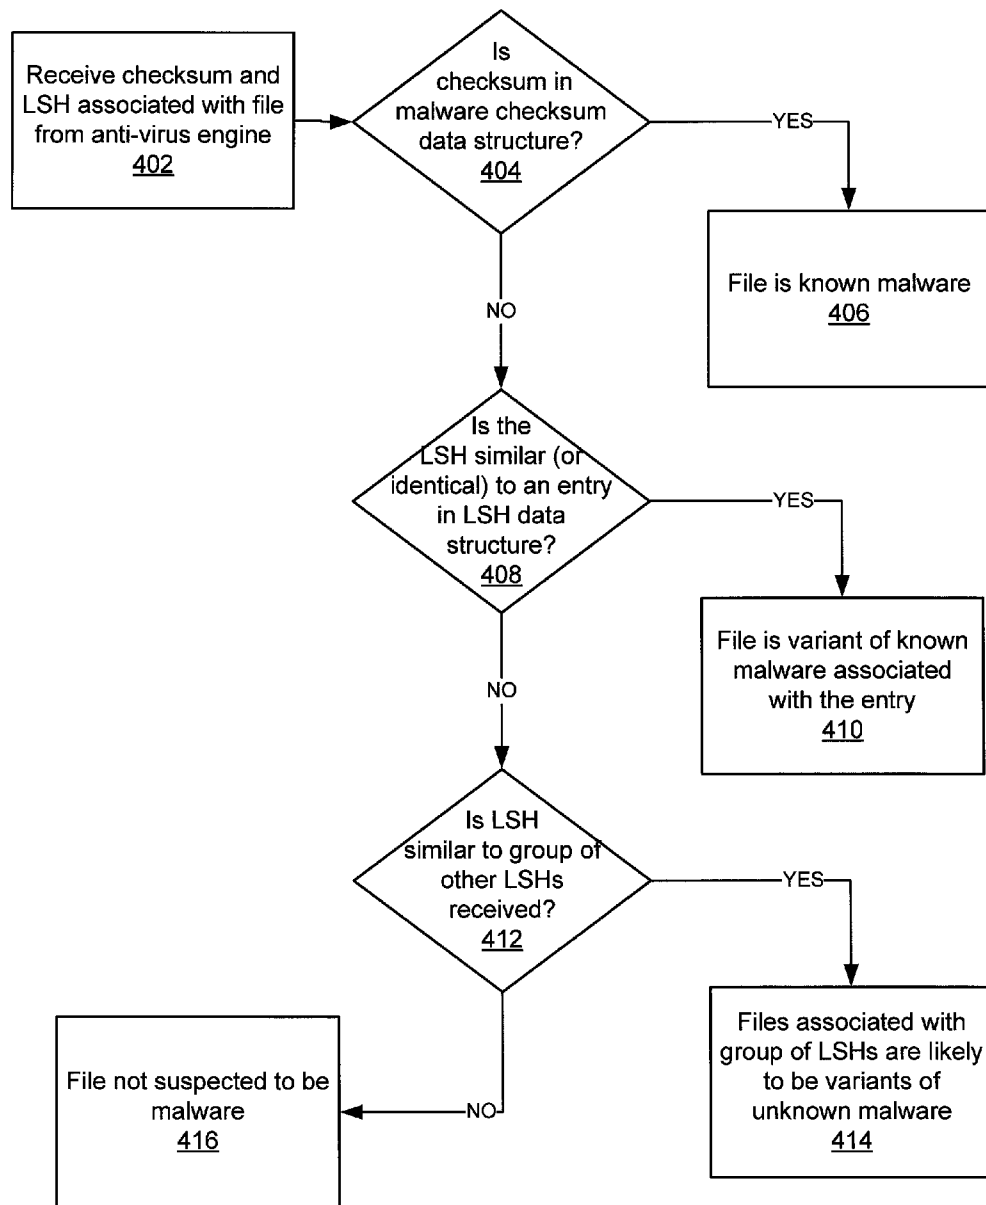 Receive checksum and
LSH associated with file
from anti-virus engine
402
Is
checksum in
malware checksum
data structure?
404
YES
File is known malware
406
NO
Is the
LSH similar (or
identical) to an entry
in LSH data
structure?
408
YES
File is variant of known
malware associated
with the entry
410
NO
Is LSH
similar to group of
other LSHs
received?
412
YES
Files associated with
group of LSHs are likely
to be variants of
unknown malware
414
NO
File not suspected to be
malware
416